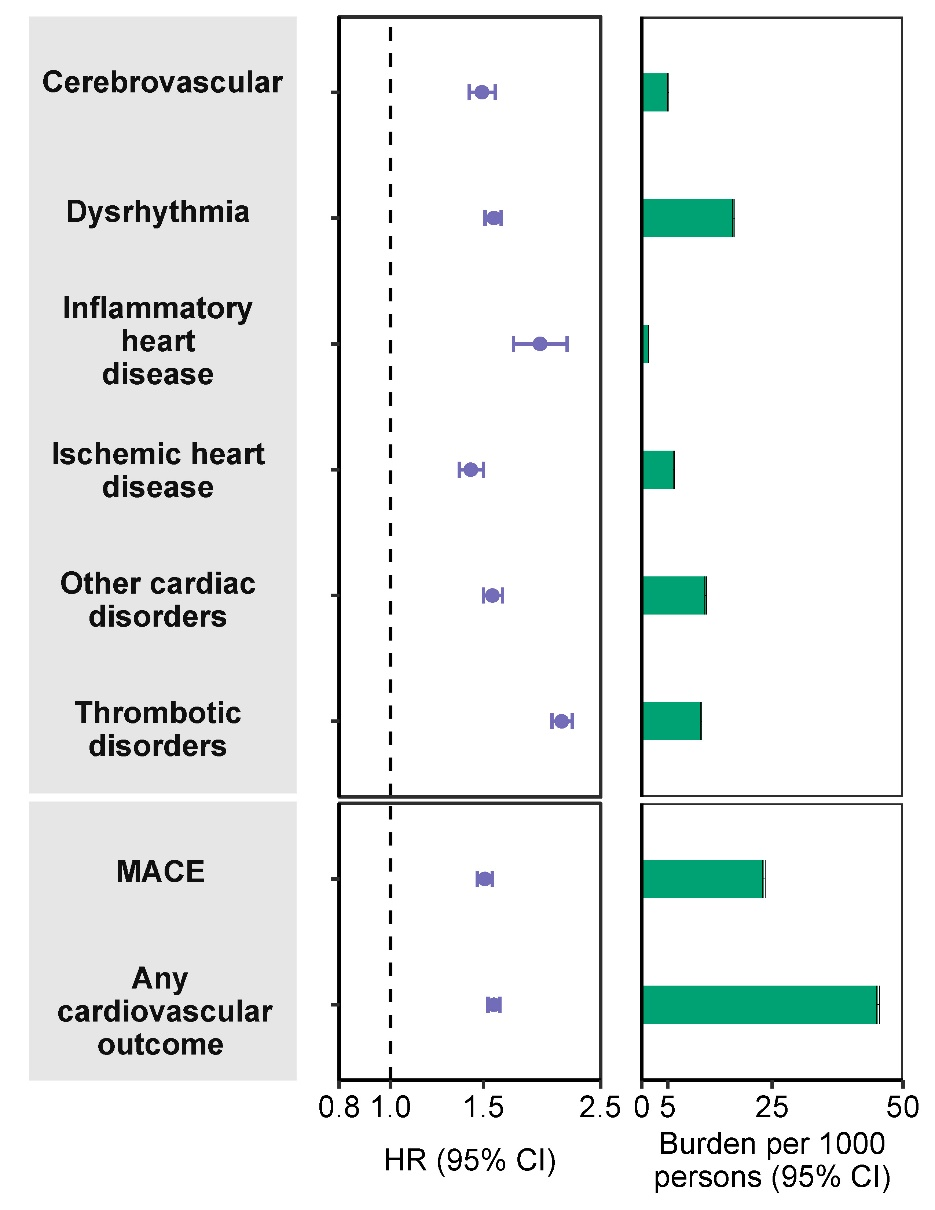 Cerebrovascular
Dysrhythmia
Inflammatory
heart
disease
Ischemic heart
disease
Other cardiac
disorders
Thrombotic
disorders
MACE
Any
cardiovascular
outcome
0.8 1.0 1.5 2.5
HR (95% CI)
0 5 25 50
Burden per 1000
persons (95% CI)